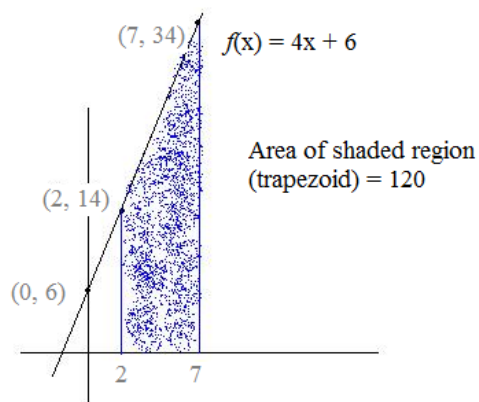 (7, 34)
f(x) = 4x + 6
Area of shaded region
(trapezoid) = 120
(2, 14)
(0, 6)
2
7